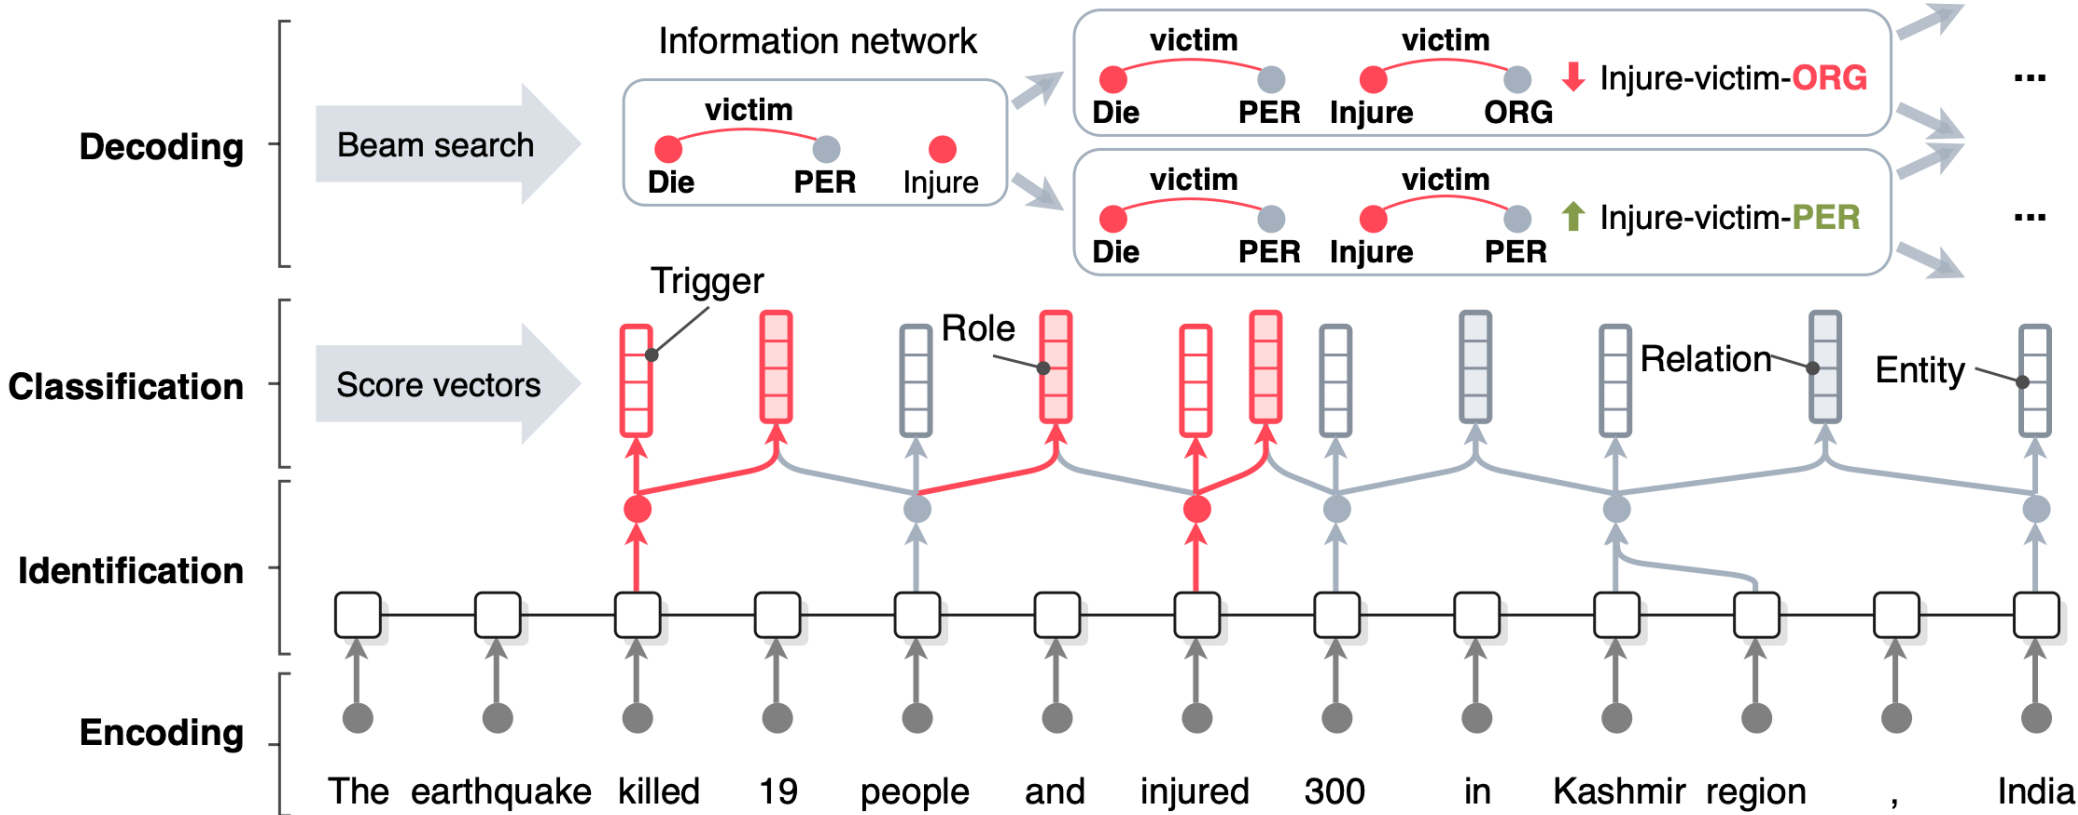 Information network
victim
Die PER Injure
victim victim
Die PER Injure ORG
Injure-victim-ORG
...
victim victim
Die PER Injure PER
Injure-victim-PER
...
Decoding
Beam search
Trigger
Role
Relation
Entity
Classification
Score vectors
Identification
Encoding
The earthquake killed 19 people and injured 300 in Kashmir region , India